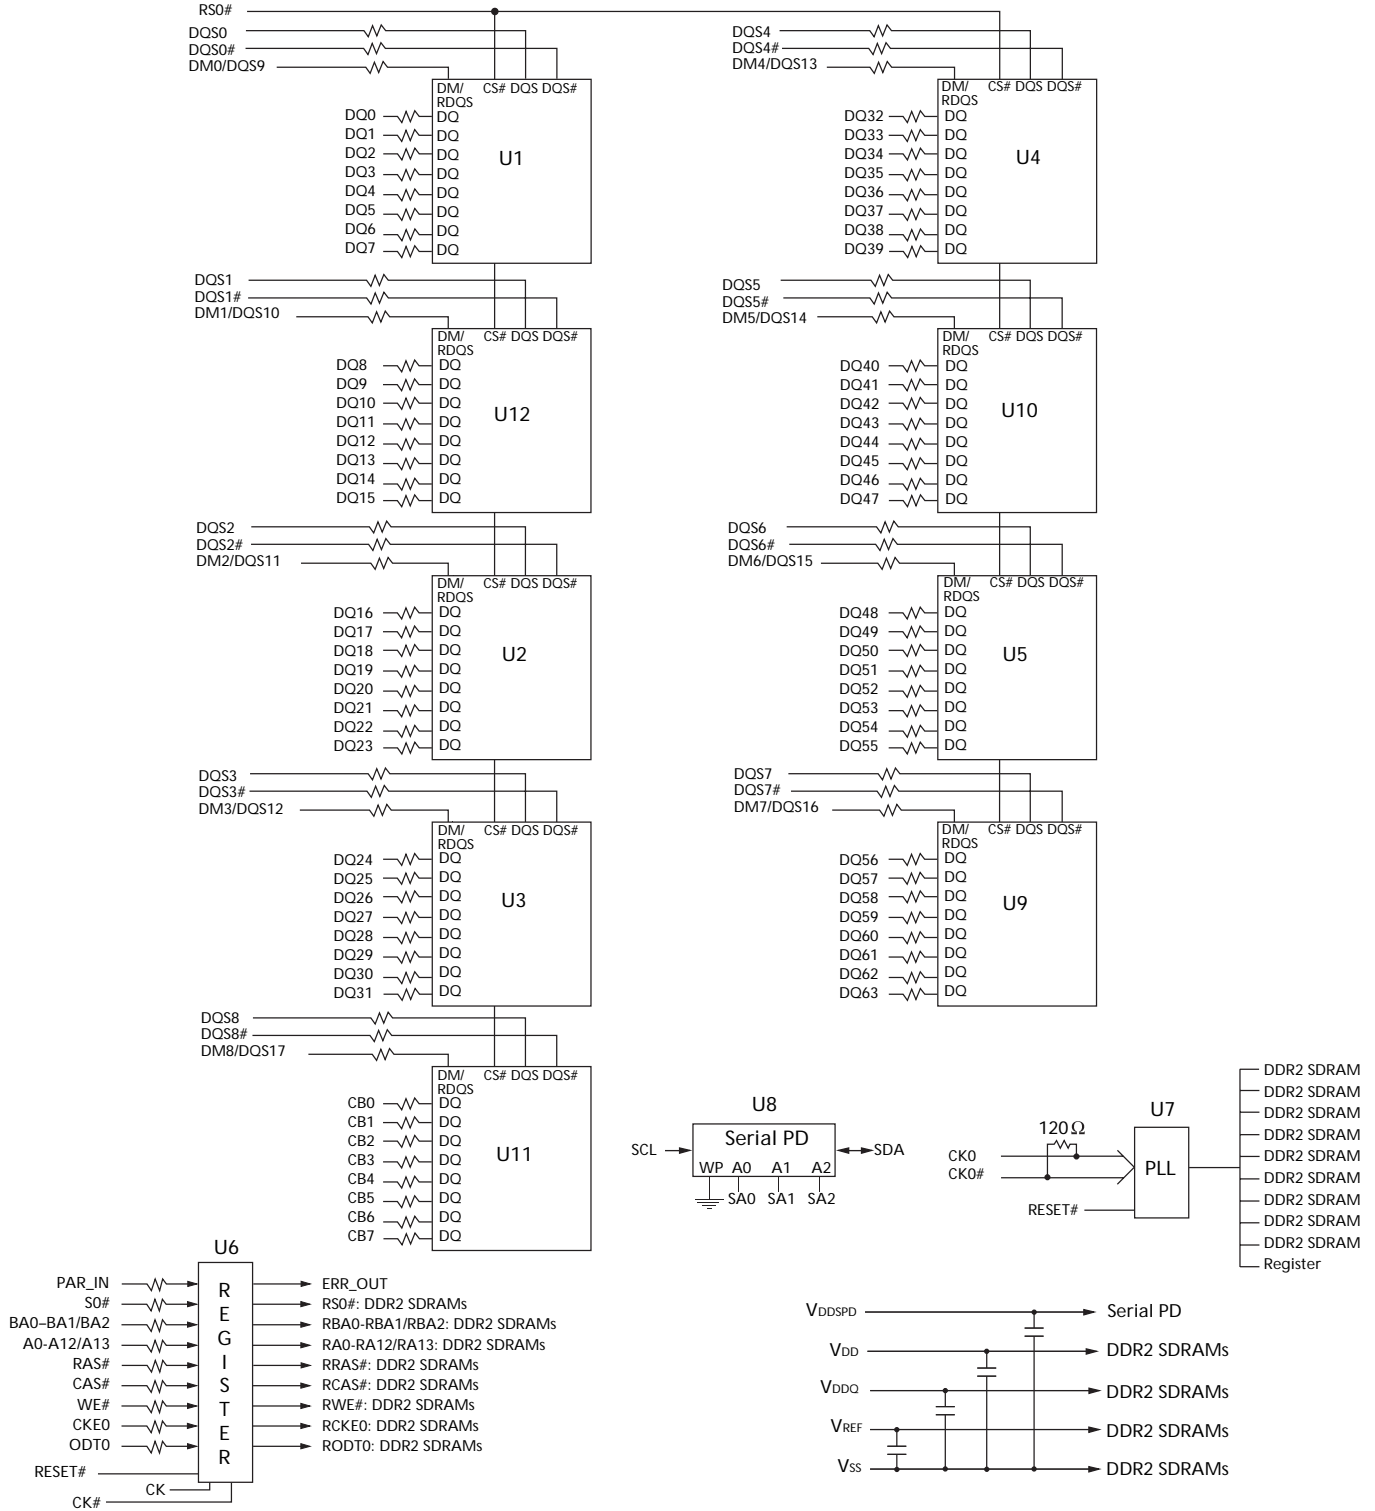 RS0#
DQS0
DQS0#
DM0/DQS9
DM/ CS# DQS DQS#
RDQS
DQ0 DQ
DQ1 DQ
DQ2 DQ
DQ3 DQ
DQ4 DQ
DQ5 DQ
DQ6 DQ
DQ7 DQ
U1
DQS1
DQS1#
DM1/DQS10
DM/ CS# DQS DQS#
RDQS
DQ8 DQ
DQ9 DQ
DQ10 DQ
DQ11 DQ
DQ12 DQ
DQ13 DQ
DQ14 DQ
DQ15 DQ
U12
DQS2
DQS2#
DM2/DQS11
DM/ CS# DQS DQS#
RDQS
DQ16 DQ
DQ17 DQ
DQ18 DQ
DQ19 DQ
DQ20 DQ
DQ21 DQ
DQ22 DQ
DQ23 DQ
U2
DQS3
DQS3#
DM3/DQS12
DM/ CS# DQS DQS#
RDQS
DQ24 DQ
DQ25 DQ
DQ26 DQ
DQ27 DQ
DQ28 DQ
DQ29 DQ
DQ30 DQ
DQ31 DQ
U3
DQS8
DQS8#
DM8/DQS17
DM/ CS# DQS DQS#
RDQS
CB0 DQ
CB1 DQ
CB2 DQ
CB3 DQ
CB4 DQ
CB5 DQ
CB6 DQ
CB7 DQ
U11
DQS4
DQS4#
DM4/DQS13
DM/ CS# DQS DQS#
RDQS
DQ32 DQ
DQ33 DQ
DQ34 DQ
DQ35 DQ
DQ36 DQ
DQ37 DQ
DQ38 DQ
DQ39 DQ
U4
DQS5
DQS5#
DM5/DQS14
DM/ CS# DQS DQS#
RDQS
DQ40 DQ
DQ41 DQ
DQ42 DQ
DQ43 DQ
DQ44 DQ
DQ45 DQ
DQ46 DQ
DQ47 DQ
U10
DQS6
DQS6#
DM6/DQS15
DM/ CS# DQS DQS#
RDQS
DQ48 DQ
DQ49 DQ
DQ50 DQ
DQ51 DQ
DQ52 DQ
DQ53 DQ
DQ54 DQ
DQ55 DQ
U5
DQS7
DQS7#
DM7/DQS16
DM/ CS# DQS DQS#
RDQS
DQ56 DQ
DQ57 DQ
DQ58 DQ
DQ59 DQ
DQ60 DQ
DQ61 DQ
DQ62 DQ
DQ63 DQ
U9
U8
Serial PD
SCL
SDA
WP A0 A1 A2
SA0 SA1 SA2
U7
120Ω
CK0
CK0#
PLL
RESET#
DDR2 SDRAM
DDR2 SDRAM
DDR2 SDRAM
DDR2 SDRAM
DDR2 SDRAM
DDR2 SDRAM
DDR2 SDRAM
DDR2 SDRAM
DDR2 SDRAM
Register
U6
REGISTER
PAR_IN ERR_OUT
S0# RS0#: DDR2 SDRAMs
BA0–BA1/BA2 RBA0-RBA1/RBA2: DDR2 SDRAMs
A0-A12/A13 RA0-RA12/RA13: DDR2 SDRAMs
RAS# RRAS#: DDR2 SDRAMs
CAS# RCAS#: DDR2 SDRAMs
WE# RWE#: DDR2 SDRAMs
CKE0 RCKE0: DDR2 SDRAMs
ODT0 RODT0: DDR2 SDRAMs
RESET#
CK
CK#
VDDSPD Serial PD
VDD DDR2 SDRAMs
VDDQ DDR2 SDRAMs
VREF DDR2 SDRAMs
VSS DDR2 SDRAMs